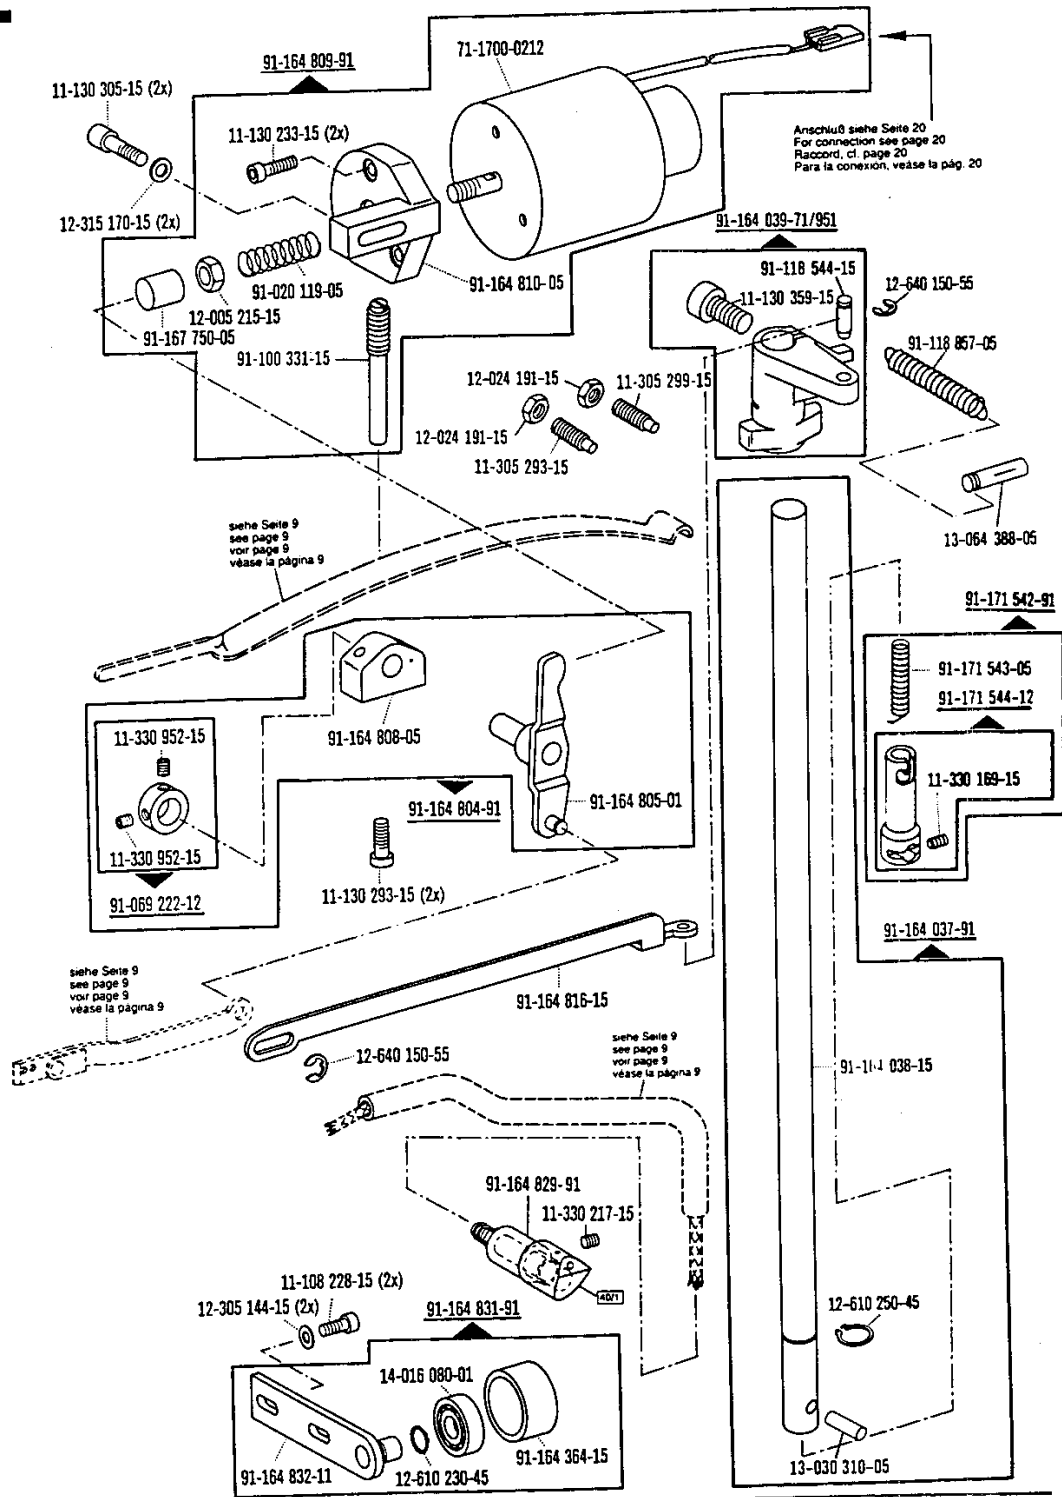 71-1700-0212
91-164 809-91
11-130 305-15 (2x)
11-130 233-15 (2x)
Anschluß siehe Seite 20
For connection see page 20
Raccord, cf. page 20
Para la conexion, vease la pág. 20
12-315 170-15 (2x)
91-164 039-71/951
91-118 544-15
12-640 150-55
91-020 119-05
91-164 810-05
11-130 359-15
12-005 215-15
91-167 750-05
91-118 857-05
91-100 331-15
12-024 191-15
11-305 299-15
12-024 191-15
11-305 293-15
siehe Seite 9
see page 9
voir page 9
véase la página 9
13-064 388-05
91-171 542-91
91-171 543-05
91-171 544-12
11-330 952-15
91-164 808-05
11-330 169-15
91-164 804-91
91-164 805-01
11-330 952-15
91-069 222-12
11-130 293-15 (2x)
91-164 037-91
siehe Seite 9
see page 9
voir page 9
véase la página 9
91-164 816-15
siehe Seite 9
see page 9
voir page 9
véase la página 9
12-640 150-55
038-15
91-164 829-91
11-330 217-15
40/1
11-108 228-15 (2x)
12-305 144-15 (2x)
91-164 831-91
12-610 250-45
14-016 080-01
91-164 364-15
91-164 832-11
12-610 230-45
13-030 310-05